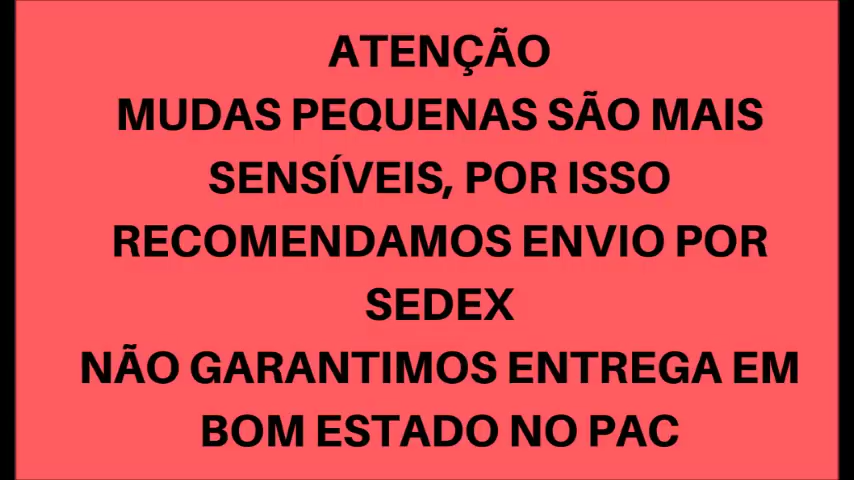 ATENÇÃO
MUDAS PEQUENAS SÃO MAIS
SENSÍVEIS, POR ISSO
RECOMENDAMOS ENVIO POR
SEDEX
NÃO GARANTIMOS ENTREGA EM
BOM ESTADO NO PAC